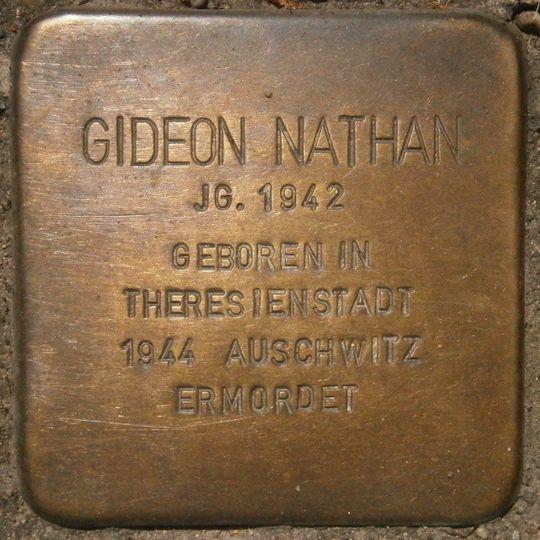 GIDEON NATHAN
JG. 1942
GEBOREN IN
THERESIENSTADT
1944 AUSCHWITZ
ERMORDET